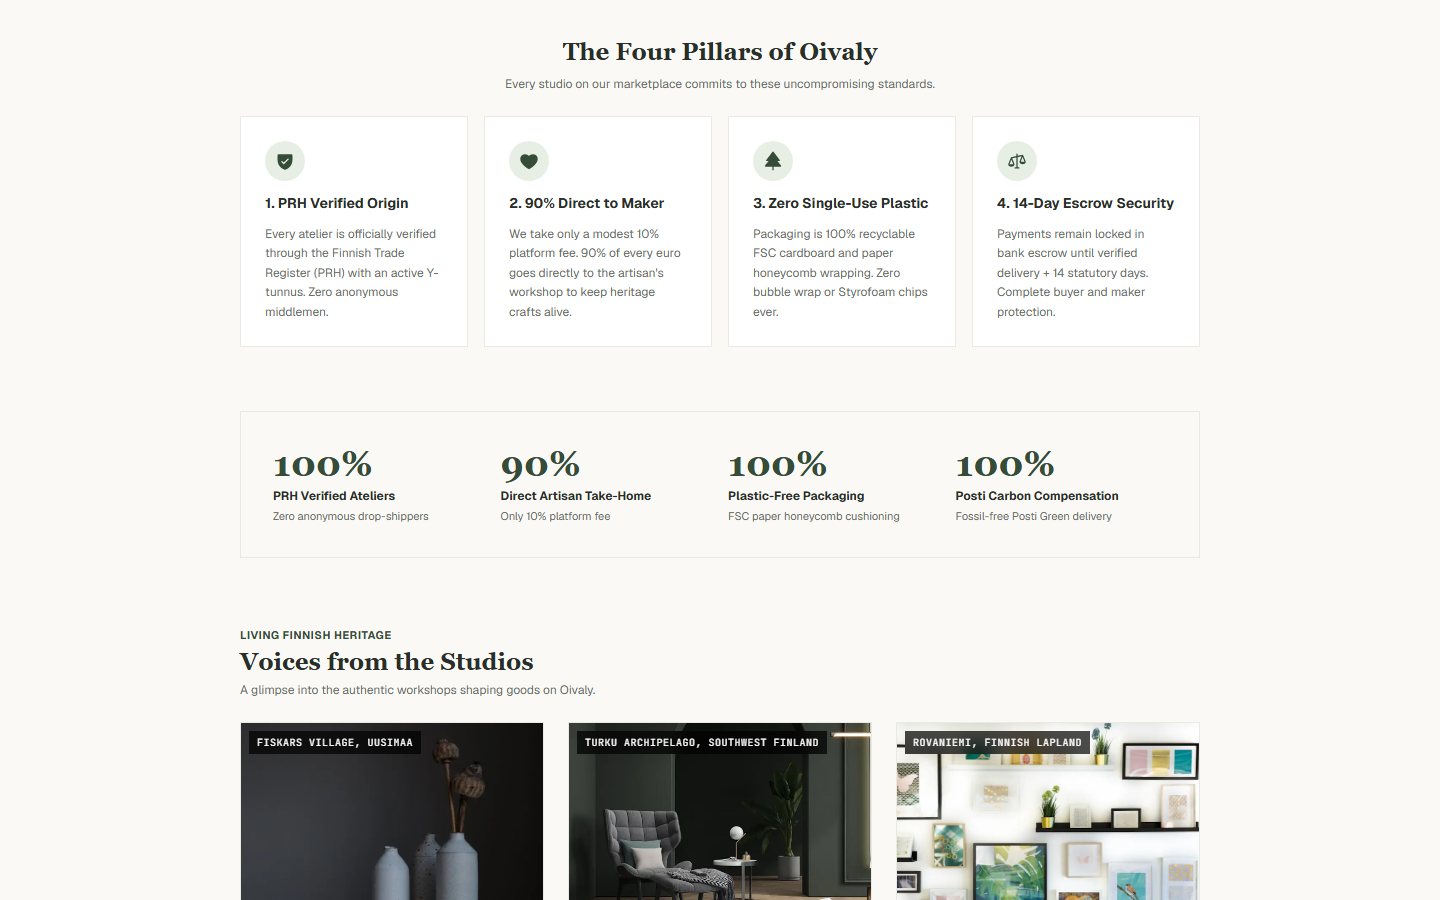 The Four Pillars of Oivaly
Every studio on our marketplace commits to these uncompromising standards.
1. PRH Verified Origin
Every atelier is officially verified
through the Finnish Trade
Register (PRH) with an active Y-
tunnus. Zero anonymous
middlemen.
2. 90% Direct to Maker
We take only a modest 10%
platform fee. 90% of every euro
goes directly to the artisan's
workshop to keep heritage
crafts alive.
3. Zero Single-Use Plastic
Packaging is 100% recyclable
FSC cardboard and paper
honeycomb wrapping. Zero
bubble wrap or Styrofoam chips
ever.
4. 14-Day Escrow Security
Payments remain locked in
bank escrow until verified
delivery + 14 statutory days.
Complete buyer and maker
protection.
100%
PRH Verified Ateliers
Zero anonymous drop-shippers
90%
Direct Artisan Take-Home
Only 10% platform fee
100%
Plastic-Free Packaging
FSC paper honeycomb cushioning
100%
Posti Carbon Compensation
Fossil-free Posti Green delivery
LIVING FINNISH HERITAGE
Voices from the Studios
A glimpse into the authentic workshops shaping goods on Oivaly.
FISKARS VILLAGE, UUSIMAA
TURKU ARCHIPELAGO, SOUTHWEST FINLAND
ROVANIEMI, FINNISH LAPLAND